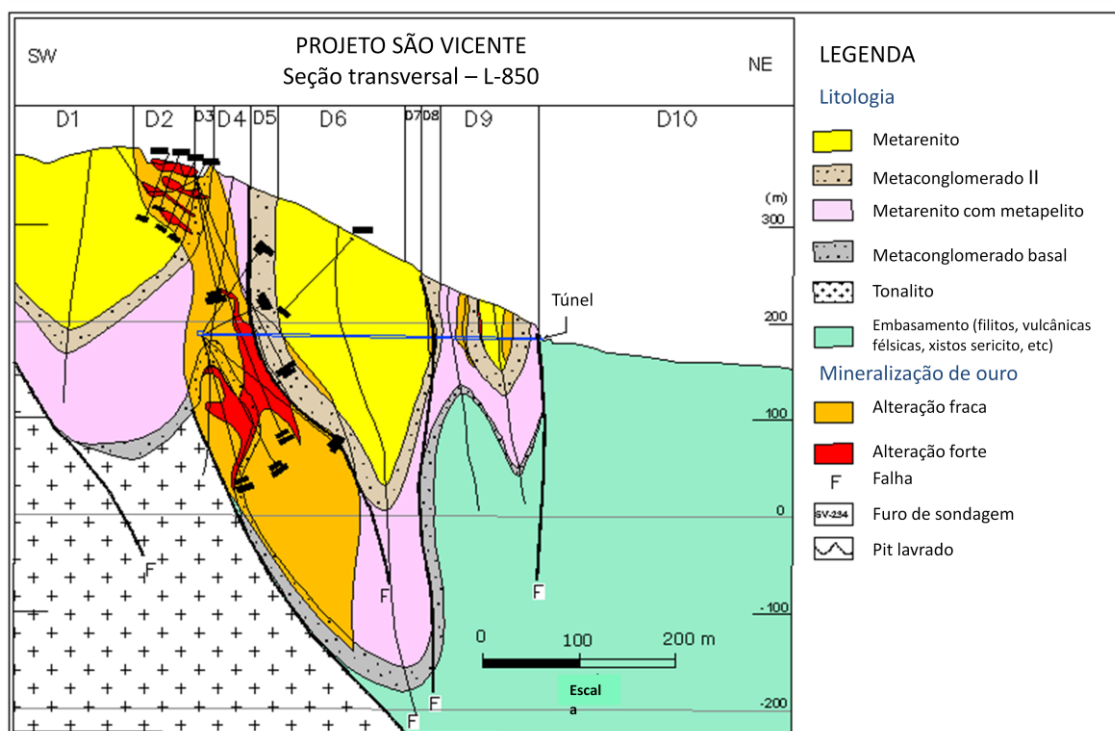 SW
PROJETO SÃO VICENTE
Seção transversal – L-850
NE
D1 D2 D3 D4 D5 D6 D7 D8 D9 D10
(m)
300
200
100
0
-100
-200
Túnel
F
F
F
F
F
0 100 200 m
Escal
a
LEGENDA
Litologia
Metarenito
Metaconglomerado II
Metarenito com metapelito
Metaconglomerado basal
Tonalito
Embasamento (filitos, vulcânicas
félsicas, xistos sericito, etc)
Mineralização de ouro
Alteração fraca
Alteração forte
F Falha
SV-234 Furo de sondagem
Pit lavrado